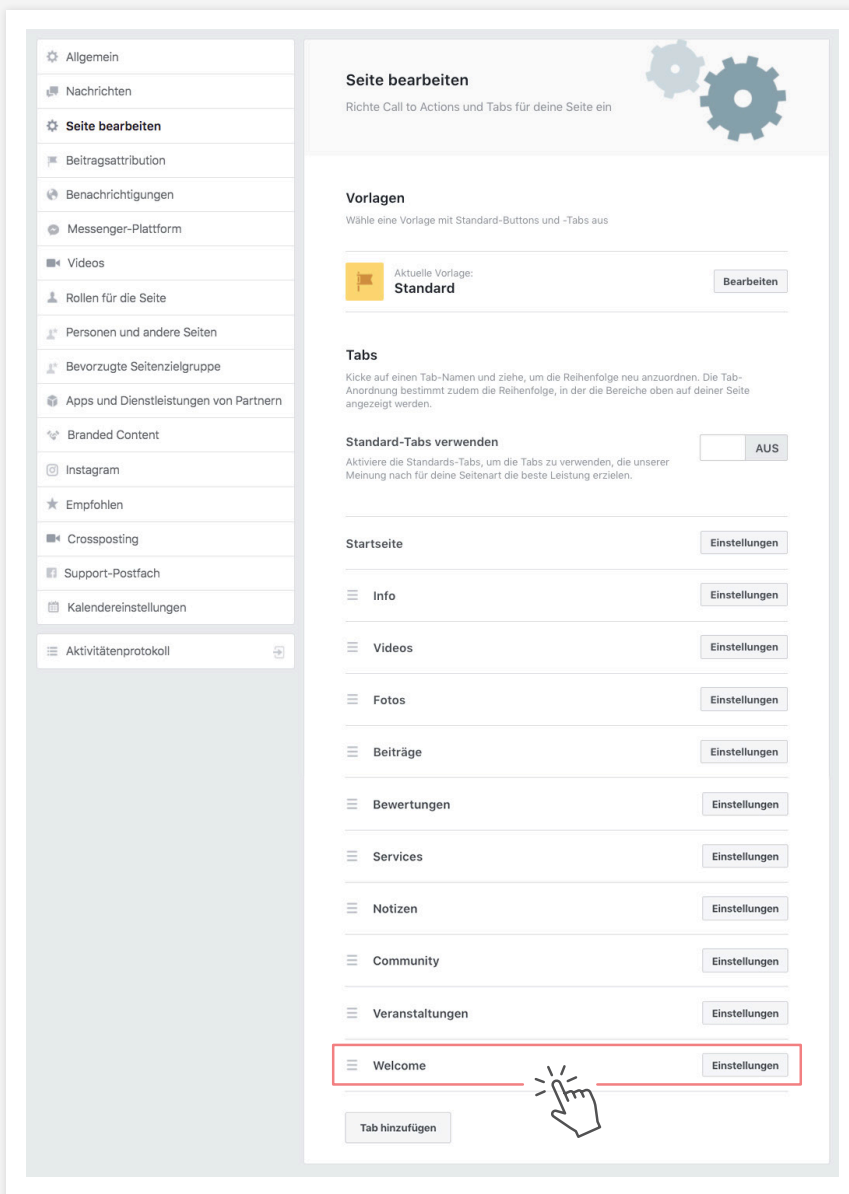 Allgemein
Nachrichten
Seite bearbeiten
Beitragsattribution
Benachrichtigungen
Messenger-Plattform
Videos
Rollen für die Seite
Personen und andere Seiten
Bevorzugte Seitenzielgruppe
Apps und Dienstleistungen von Partnern
Branded Content
Instagram
Empfohlen
Crossposting
Support-Postfach
Kalendereinstellungen
Aktivitätenprotokoll
Seite bearbeiten
Richte Call to Actions und Tabs für deine Seite ein
Vorlagen
Wähle eine Vorlage mit Standard-Buttons und -Tabs aus
Aktuelle Vorlage:
Standard
Bearbeiten
Tabs
Kicke auf einen Tab-Namen und ziehe, um die Reihenfolge neu anzuordnen. Die Tab-
Anordnung bestimmt zudem die Reihenfolge, in der die Bereiche oben auf deiner Seite
angezeigt werden.
Standard-Tabs verwenden
AUS
Aktiviere die Standards-Tabs, um die Tabs zu verwenden, die unserer
Meinung nach für deine Seitenart die beste Leistung erzielen.
Startseite Einstellungen
Info Einstellungen
Videos Einstellungen
Fotos Einstellungen
Beiträge Einstellungen
Bewertungen Einstellungen
Services Einstellungen
Notizen Einstellungen
Community Einstellungen
Veranstaltungen Einstellungen
Welcome Einstellungen
Tab hinzufügen